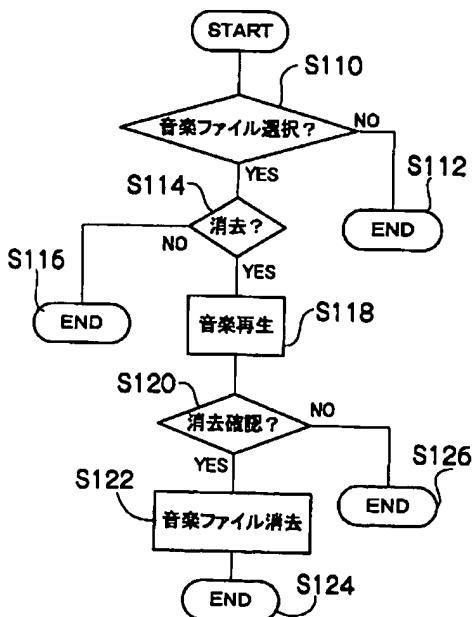 START
S110
音楽ファイル選択？
NO
YES
S112
END
S114
消去？
NO
YES
S116
END
音楽再生
S118
S120
消去確認？
NO
YES
S126
END
S122
音楽ファイル消去
END
S124